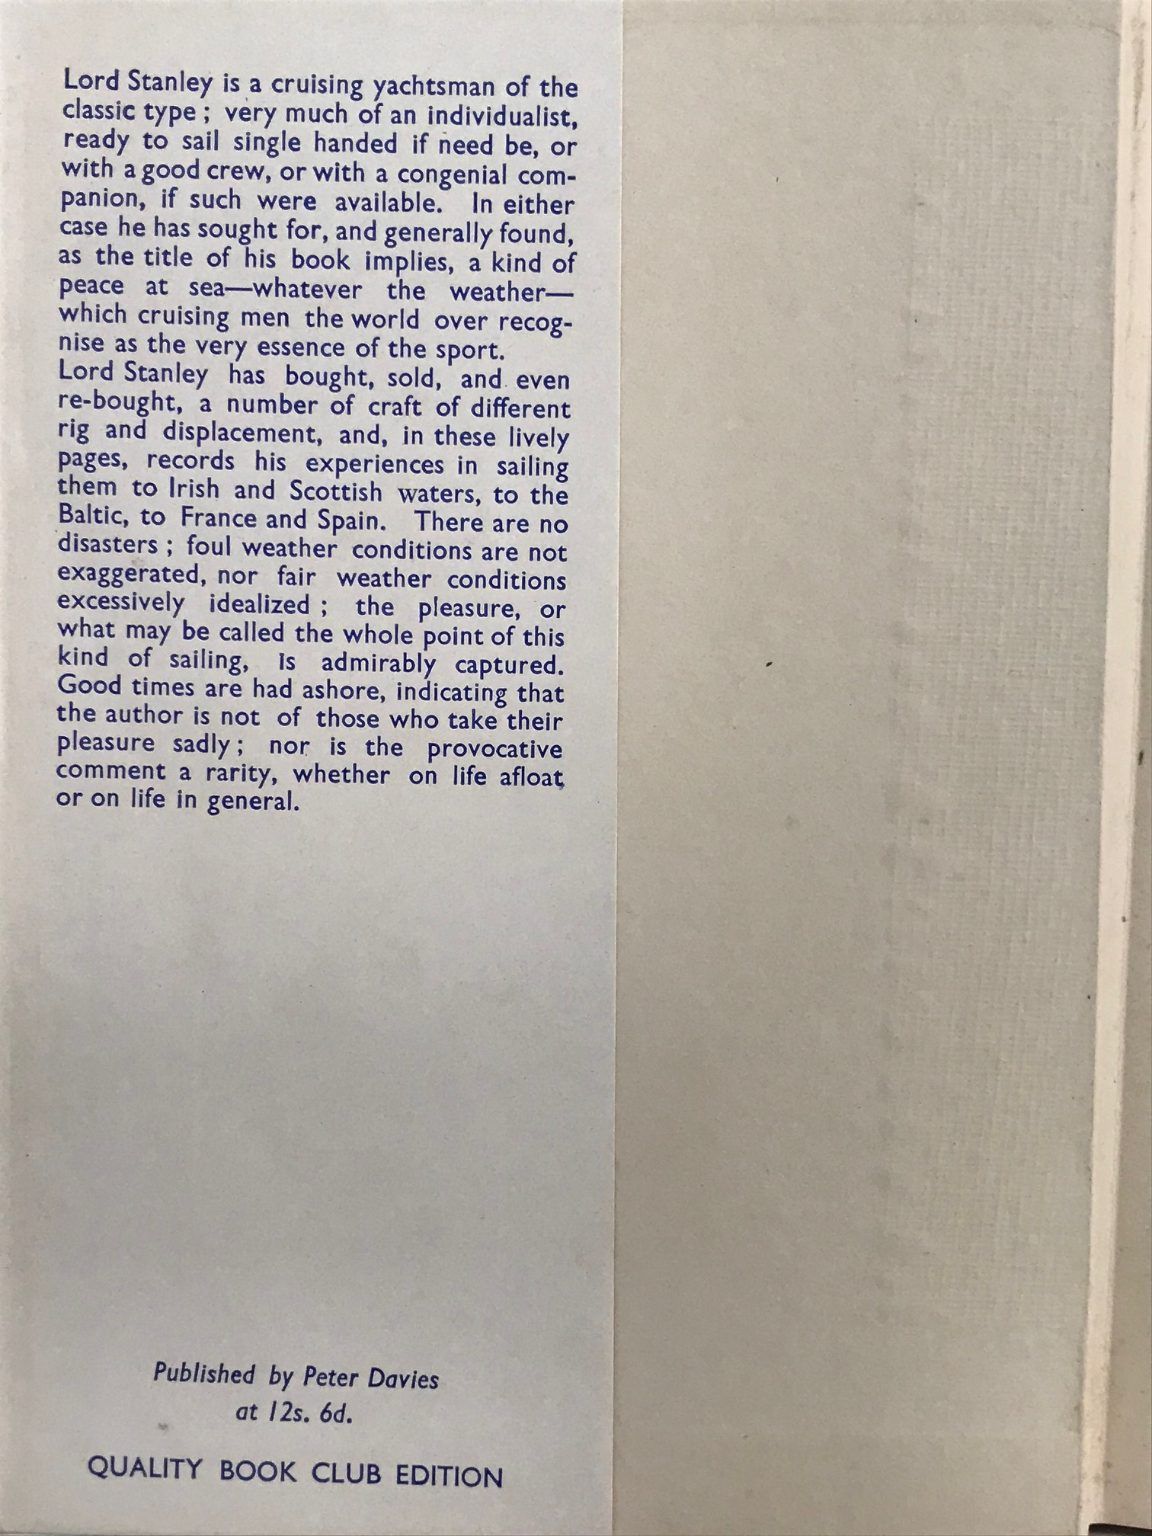 Lord Stanley is a cruising yachtsman of the
classic type ; very much of an individualist,
ready to sail single handed if need be, or
with a good crew, or with a congenial com-
panion, if such were available. In either
case he has sought for, and generally found,
as the title of his book implies, a kind of
peace at sea—whatever the weather—
which cruising men the world over recog-
nise as the very essence of the sport.
Lord Stanley has bought, sold, and even
re-bought, a number of craft of different
rig and displacement, and, in these lively
pages, records his experiences in sailing
them to Irish and Scottish waters, to the
Baltic, to France and Spain. There are no
disasters ; foul weather conditions are not
exaggerated, nor fair weather conditions
excessively idealized ; the pleasure, or
what may be called the whole point of this
kind of sailing, is admirably captured.
Good times are had ashore, indicating that
the author is not of those who take their
pleasure sadly ; nor is the provocative
comment a rarity, whether on life afloat
or on life in general.
Published by Peter Davies
at 12s. 6d.
QUALITY BOOK CLUB EDITION